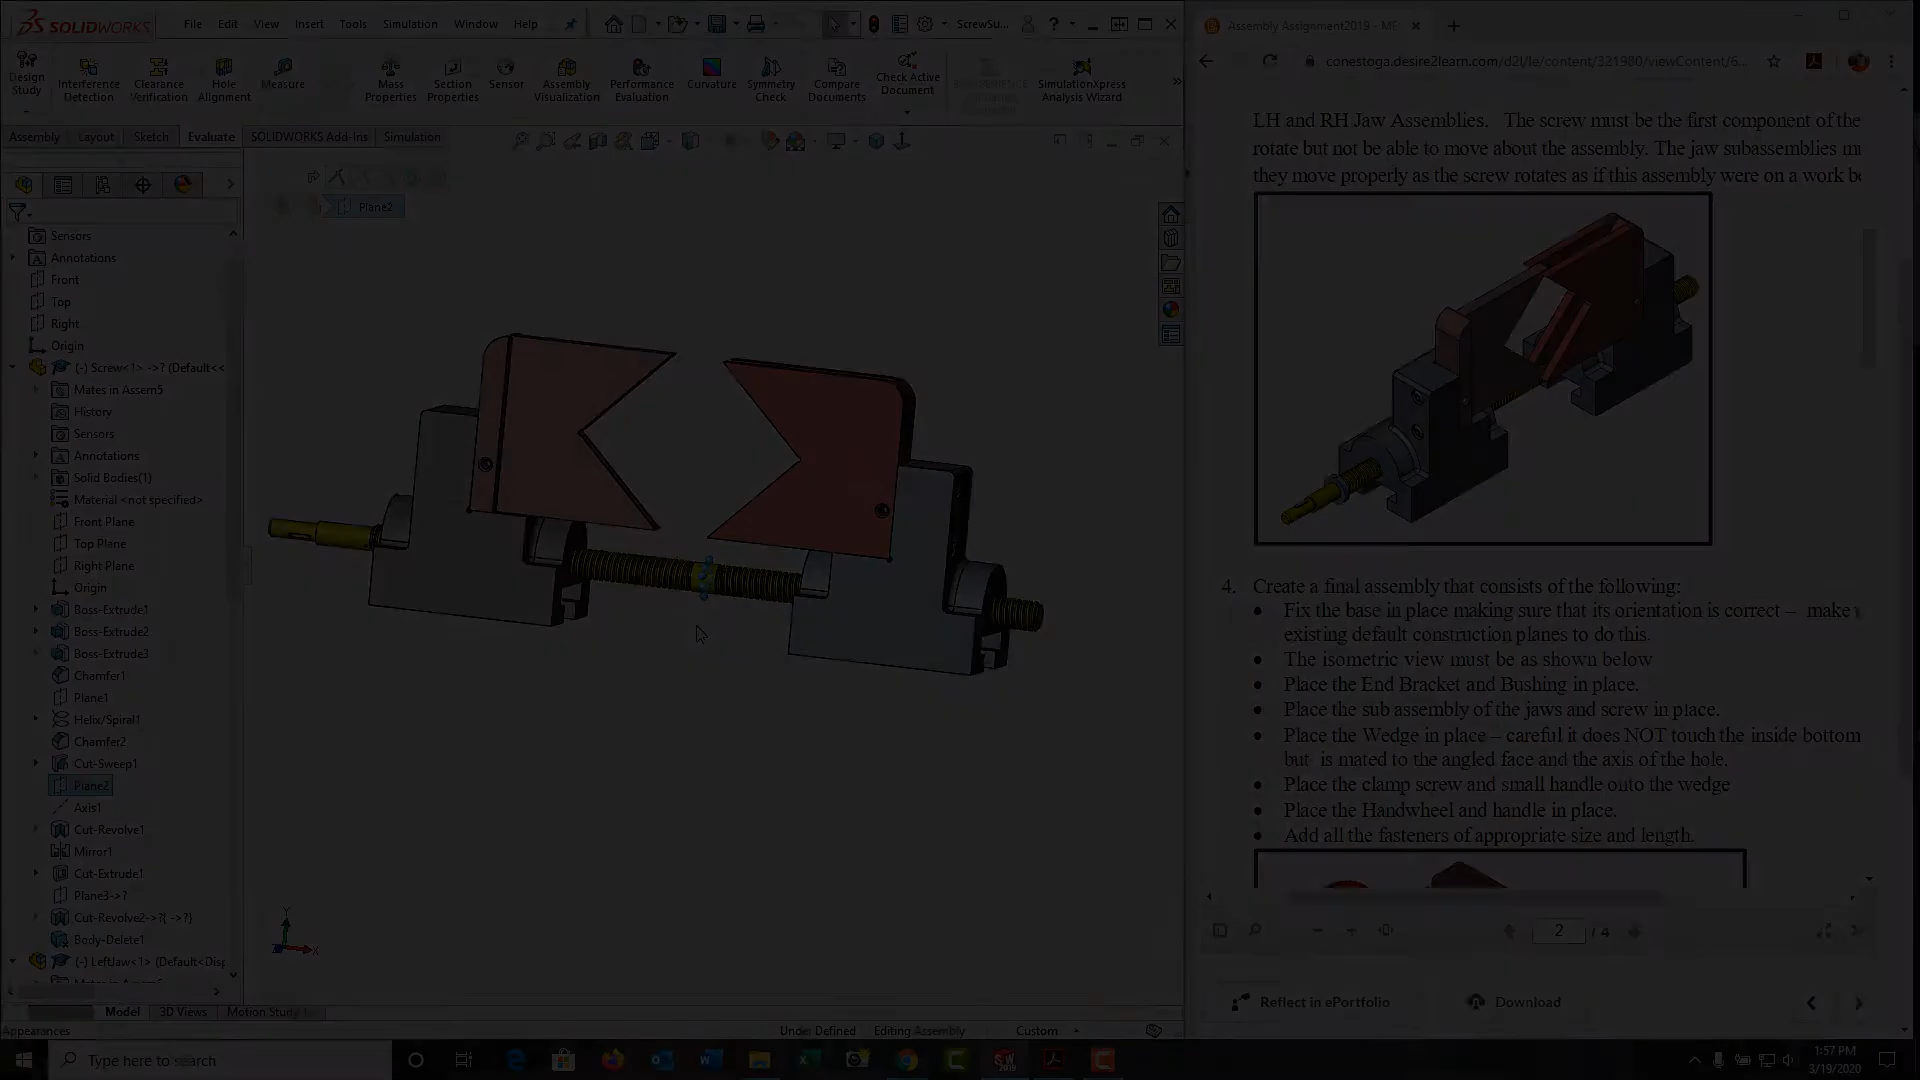 SOLIDWORKS File Edit View Insert Tools Simulation Window Help ScrewSu... ?
Design Study
Interference Detection
Clearance Verification
Hole Alignment
Measure
Mass Properties
Section Properties
Sensor
Assembly Visualization
Performance Evaluation
Curvature
Symmetry Check
Compare Documents
Check Active Document
SimulationXpress Analysis Wizard
Assembly Layout Sketch Evaluate SOLIDWORKS Add-Ins Simulation
Plane2
Sensors
Annotations
Front
Top
Right
Origin
(-) Screw<1> ->? (Default<<
Mates in Assem5
History
Sensors
Annotations
Solid Bodies(1)
Material <not specified>
Front Plane
Top Plane
Right Plane
Origin
Boss-Extrude1
Boss-Extrude2
Boss-Extrude3
Chamfer1
Plane1
Helix/Spiral1
Chamfer2
Cut-Sweep1
Plane2
Axis1
Cut-Revolve1
Mirror1
Cut-Extrude1
Plane3->?
Cut-Revolve2->?{ ->?}
Body-Delete1
(-) LeftJaw<1> (Default<Disp
Mates in Assem5
Y
X
Model 3D Views Motion Study 1
Appearances Under Defined Editing Assembly Custom
Assembly Assignment2019 - ME
conestoga.desire2learn.com/d2l/le/content/321980/viewContent/6...
LH and RH Jaw Assemblies. The screw must be the first component of the
rotate but not be able to move about the assembly. The jaw subassemblies mu
they move properly as the screw rotates as if this assembly were on a work be
4. Create a final assembly that consists of the following:
• Fix the base in place making sure that its orientation is correct – make
existing default construction planes to do this.
• The isometric view must be as shown below
• Place the End Bracket and Bushing in place.
• Place the sub assembly of the jaws and screw in place.
• Place the Wedge in place – careful it does NOT touch the inside bottom
but is mated to the angled face and the axis of the hole.
• Place the clamp screw and small handle onto the wedge
• Place the Handwheel and handle in place.
• Add all the fasteners of appropriate size and length.
2 / 4
Reflect in ePortfolio Download
Type here to search
1:57 PM
3/19/2020